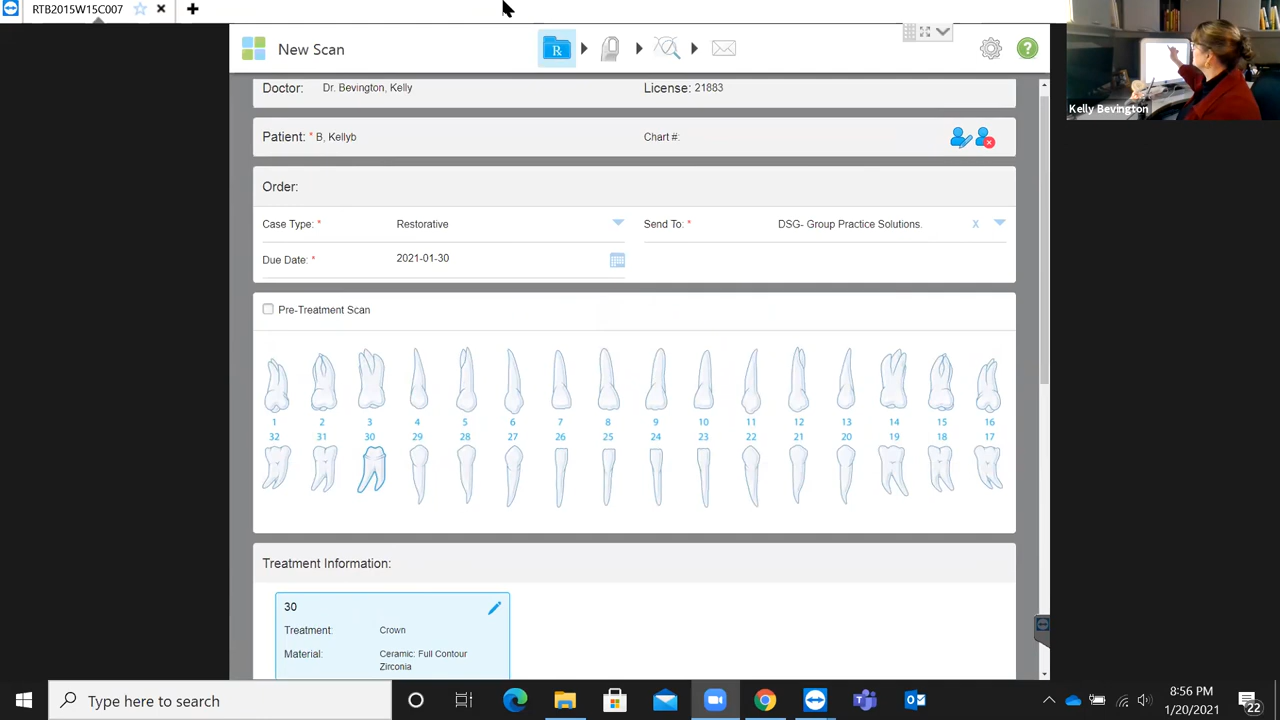 RTB2015W15C007
New Scan
Rx
?
Kelly Bevington
Doctor: Dr. Bevington, Kelly License: 21883
Patient: * B, Kellyb Chart #:
Order:
Case Type: * Restorative Send To: * DSG- Group Practice Solutions. x
Due Date: * 2021-01-30
Pre-Treatment Scan
1 2 3 4 5 6 7 8 9 10 11 12 13 14 15 16
32 31 30 29 28 27 26 25 24 23 22 21 20 19 18 17
Treatment Information:
30
Treatment: Crown
Material: Ceramic: Full Contour
Zirconia
Type here to search
8:56 PM
1/20/2021
22